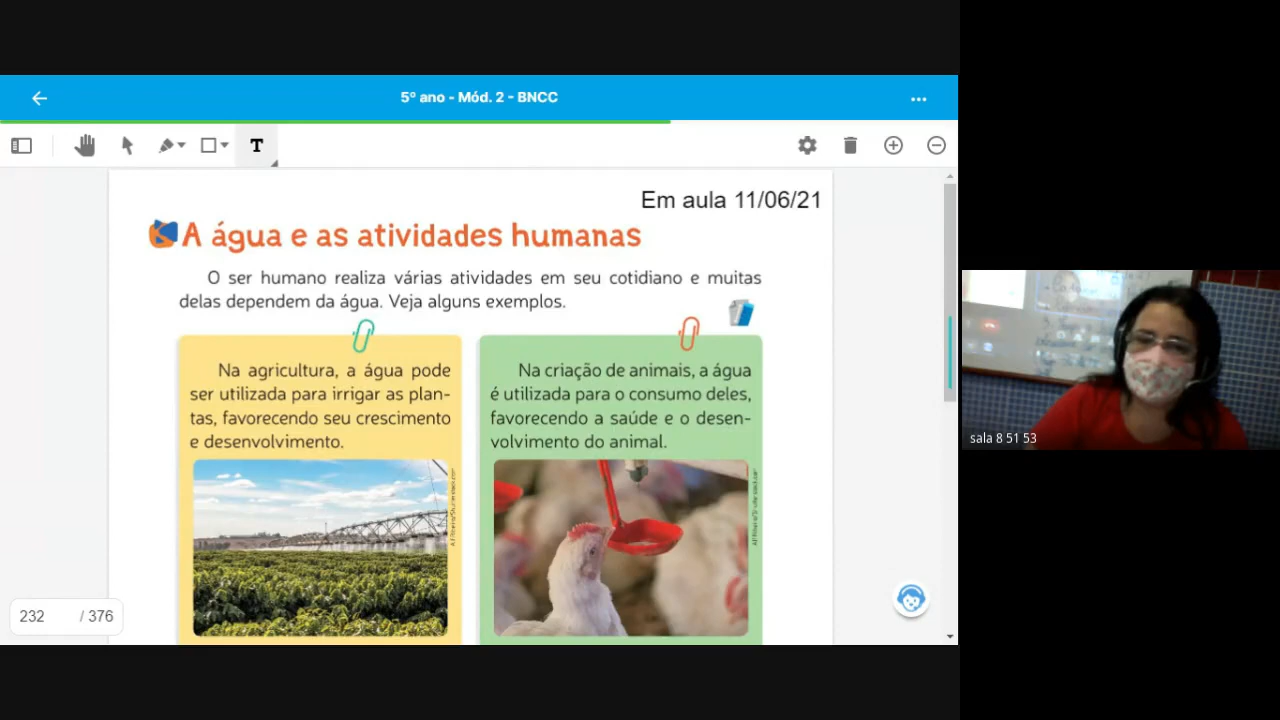 5º ano - Mód. 2 - BNCC
T
Em aula 11/06/21
A água e as atividades humanas
O ser humano realiza várias atividades em seu cotidiano e muitas
delas dependem da água. Veja alguns exemplos.
Na agricultura, a água pode
ser utilizada para irrigar as plan-
tas, favorecendo seu crescimento
e desenvolvimento.
Na criação de animais, a água
é utilizada para o consumo deles,
favorecendo a saúde e o desen-
volvimento do animal.
232 / 376
sala 8 51 53